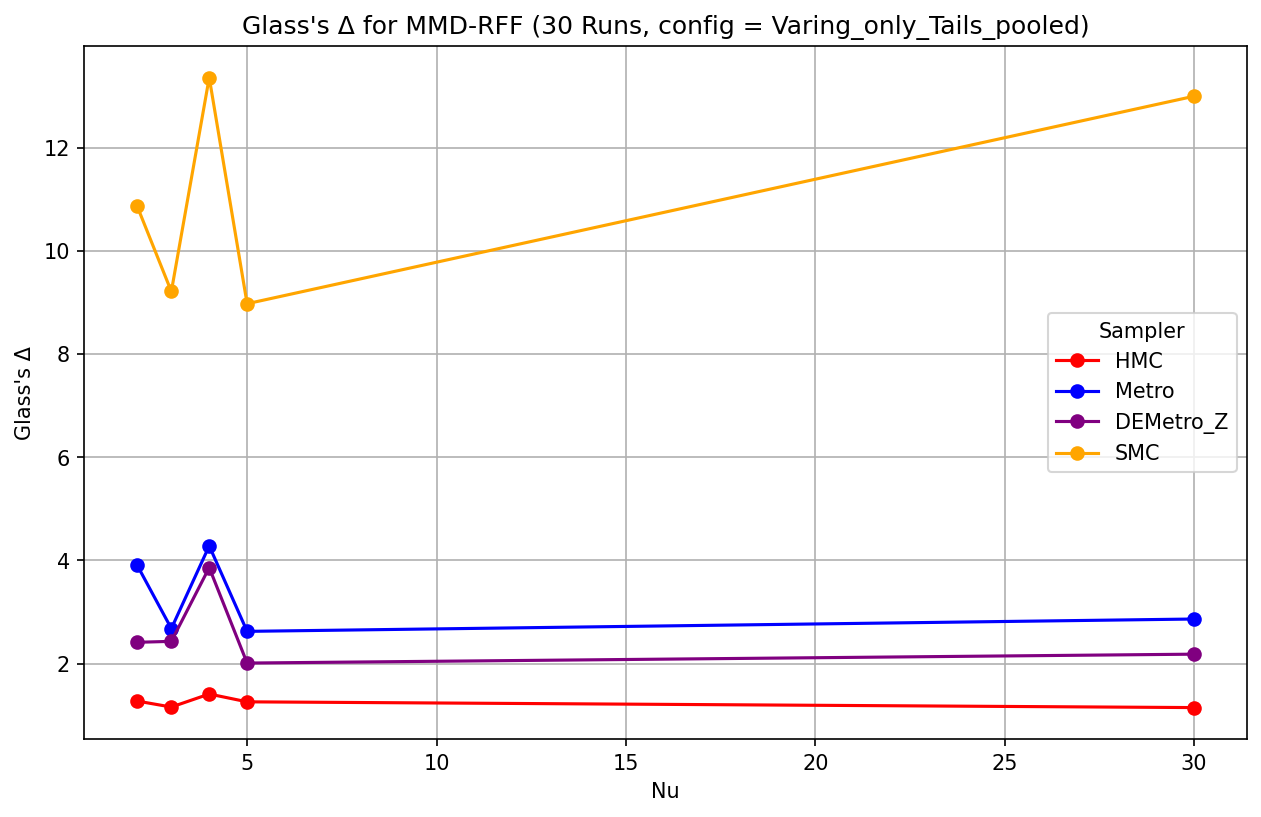 Glass's Δ for MMD-RFF (30 Runs, config = Varing_only_Tails_pooled)
Glass's Δ
12
10
8
6
4
2
Sampler
HMC
Metro
DEMetro_Z
SMC
5
10
15
20
25
30
Nu